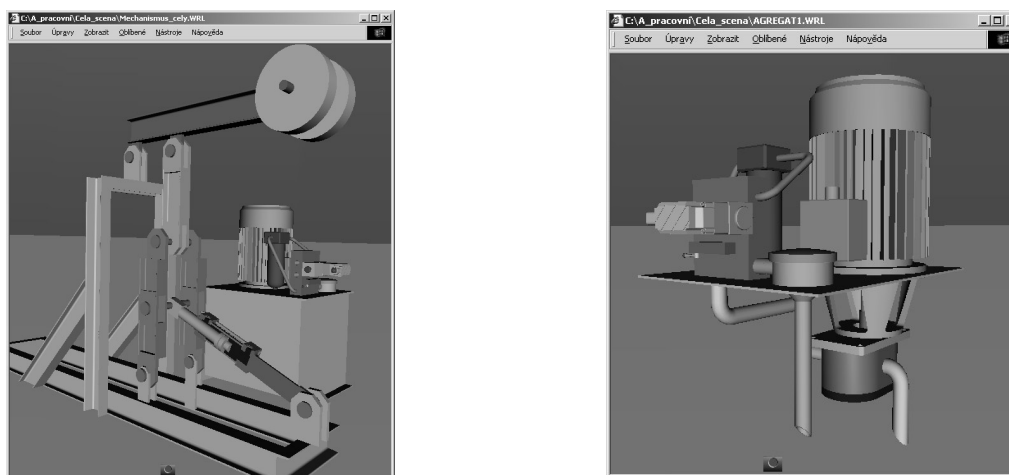 C:\A_pracovní\Cela_scena\Mechanismus_cely.WRL
Soubor Úpravy Zobrazit Oblíbené Nástroje Nápověda
C:\A_pracovní\Cela_scena\AGREGAT1.WRL
Soubor Úpravy Zobrazit Oblíbené Nástroje Nápověda